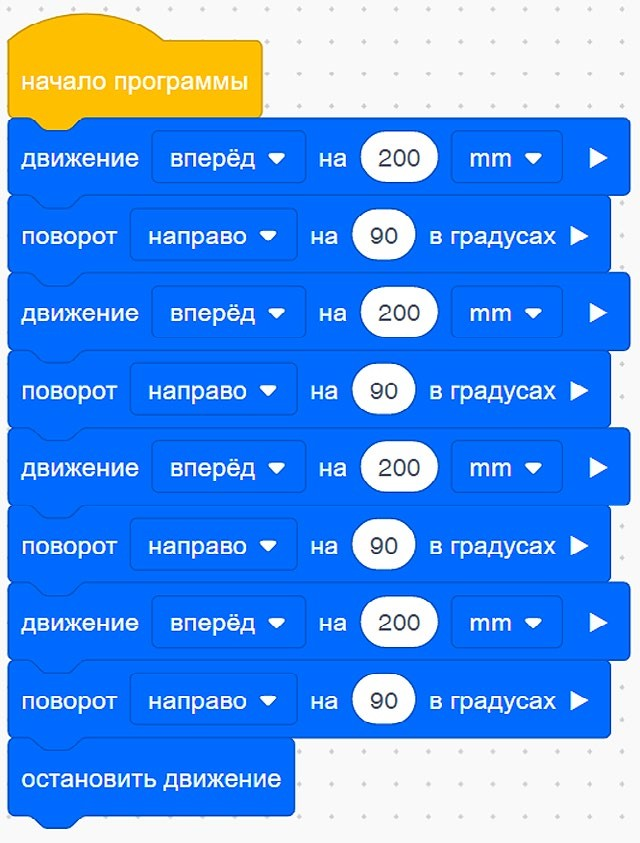 начало программы
движение вперёд на 200 mm
поворот направо на 90 в градусах
движение вперёд на 200 mm
поворот направо на 90 в градусах
движение вперёд на 200 mm
поворот направо на 90 в градусах
движение вперёд на 200 mm
поворот направо на 90 в градусах
остановить движение